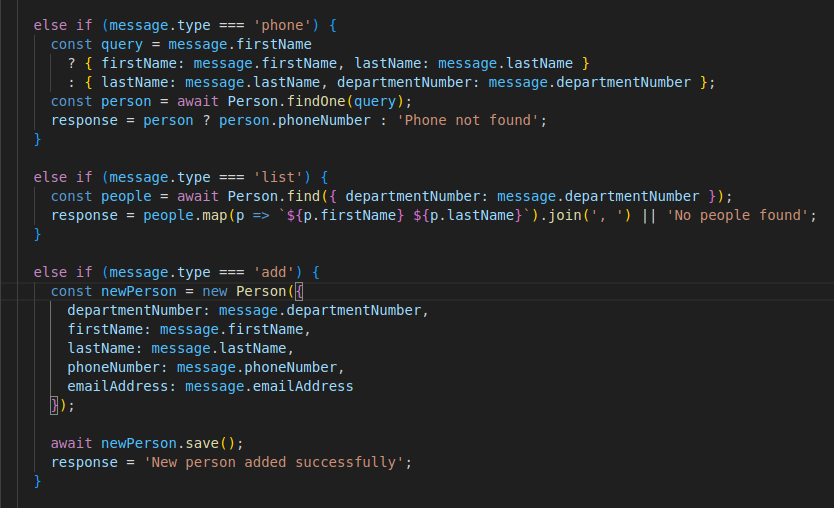 else if (message.type === 'phone') {
const query = message.firstName
? { firstName: message.firstName, lastName: message.lastName }
: { lastName: message.lastName, departmentNumber: message.departmentNumber };
const person = await Person.findOne(query);
response = person ? person.phoneNumber : 'Phone not found';
}
else if (message.type === 'list') {
const people = await Person.find({ departmentNumber: message.departmentNumber });
response = people.map(p => `${p.firstName} ${p.lastName}`).join(', ') || 'No people found';
}
else if (message.type === 'add') {
const newPerson = new Person({
departmentNumber: message.departmentNumber,
firstName: message.firstName,
lastName: message.lastName,
phoneNumber: message.phoneNumber,
emailAddress: message.emailAddress
});
await newPerson.save();
response = 'New person added successfully';
}